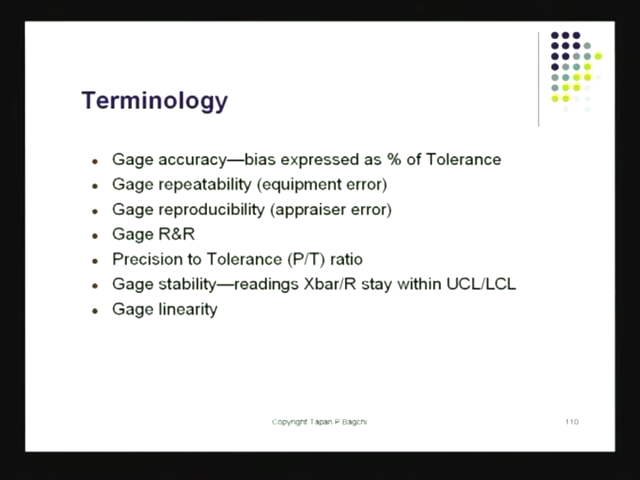 Terminology
Gage accuracy—bias expressed as % of Tolerance
Gage repeatability (equipment error)
Gage reproducibility (appraiser error)
Gage R&R
Precision to Tolerance (P/T) ratio
Gage stability—readings Xbar/R stay within UCL/LCL
Gage linearity
Copyright Tapan P Bagchi
110